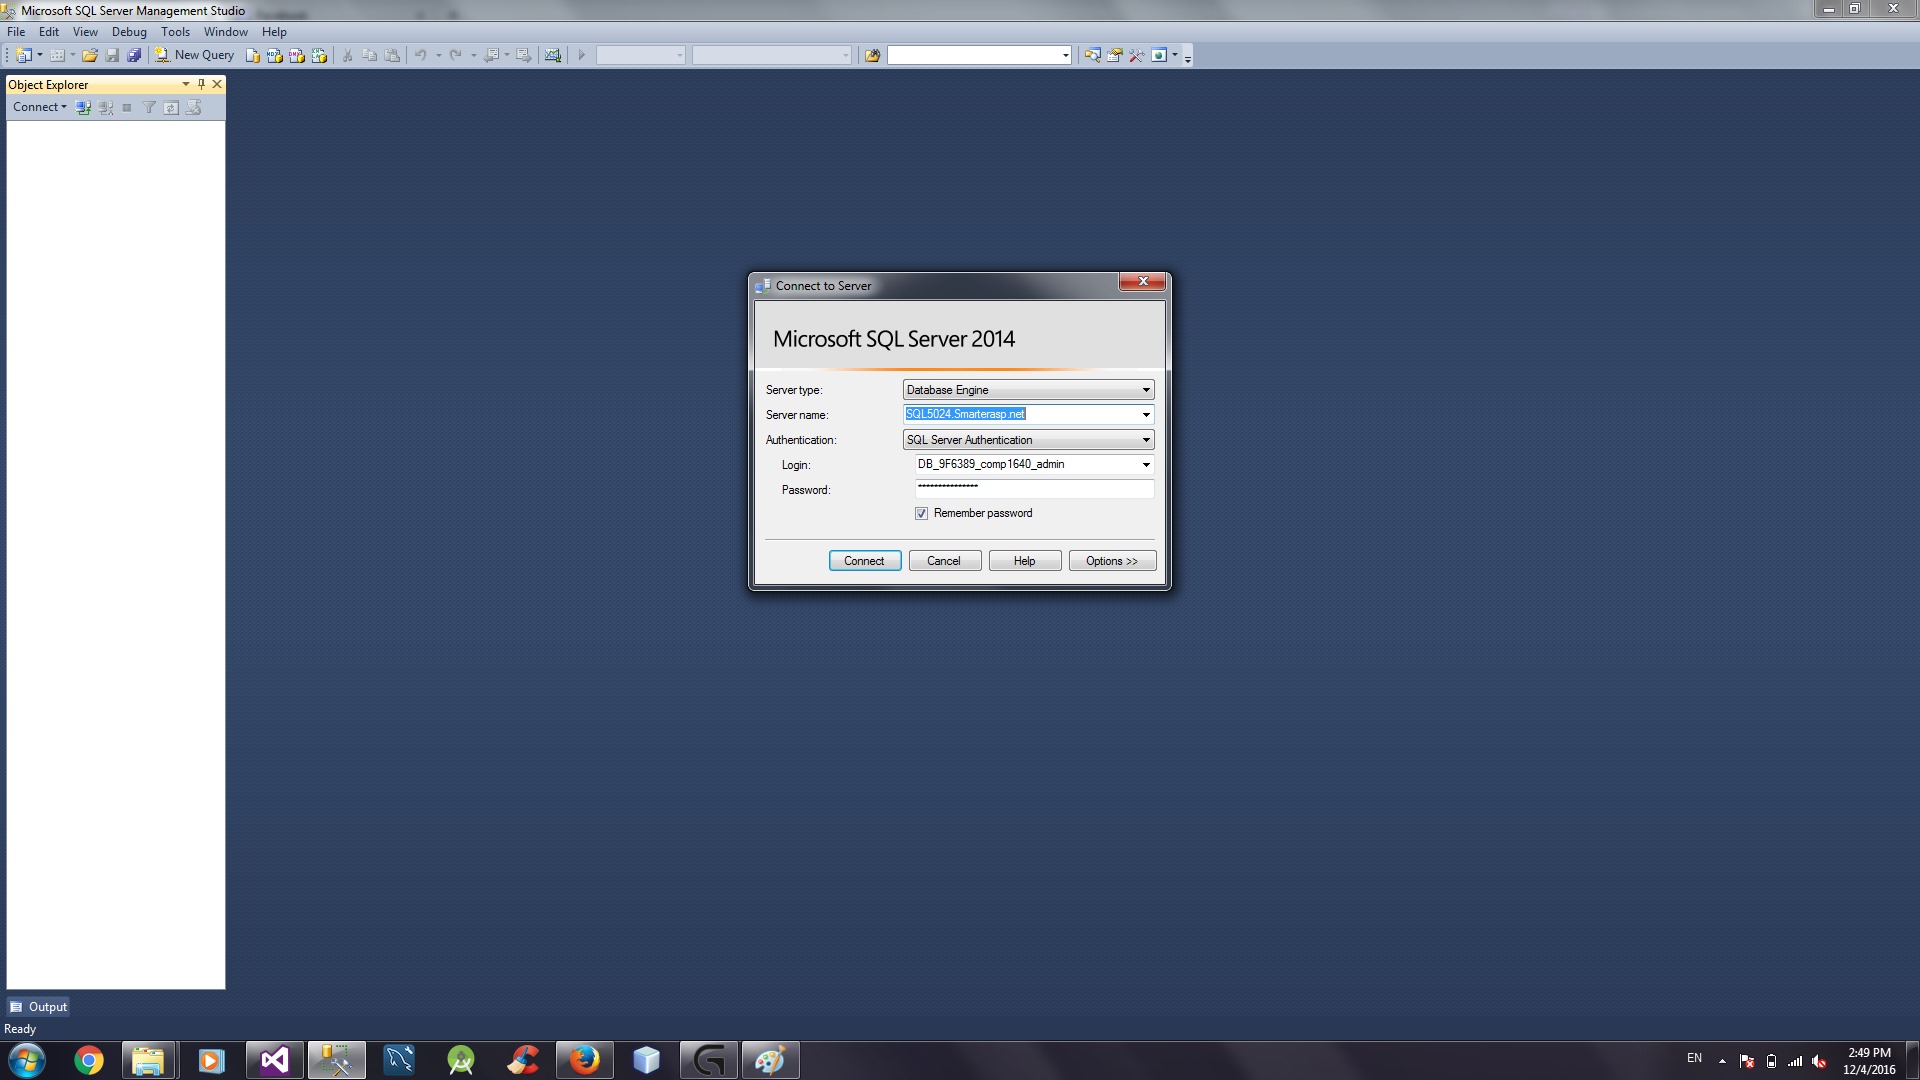 Microsoft SQL Server Management Studio
File Edit View Debug Tools Window Help
New Query
Object Explorer
Connect
Connect to Server
Microsoft SQL Server 2014
Server type: Database Engine
Server name: SQL5024.Smarterasp.net
Authentication: SQL Server Authentication
Login: DB_9F6389_comp1640_admin
Password: ***************
Remember password
Connect Cancel Help Options >>
Output
Ready
EN
2:49 PM
12/4/2016